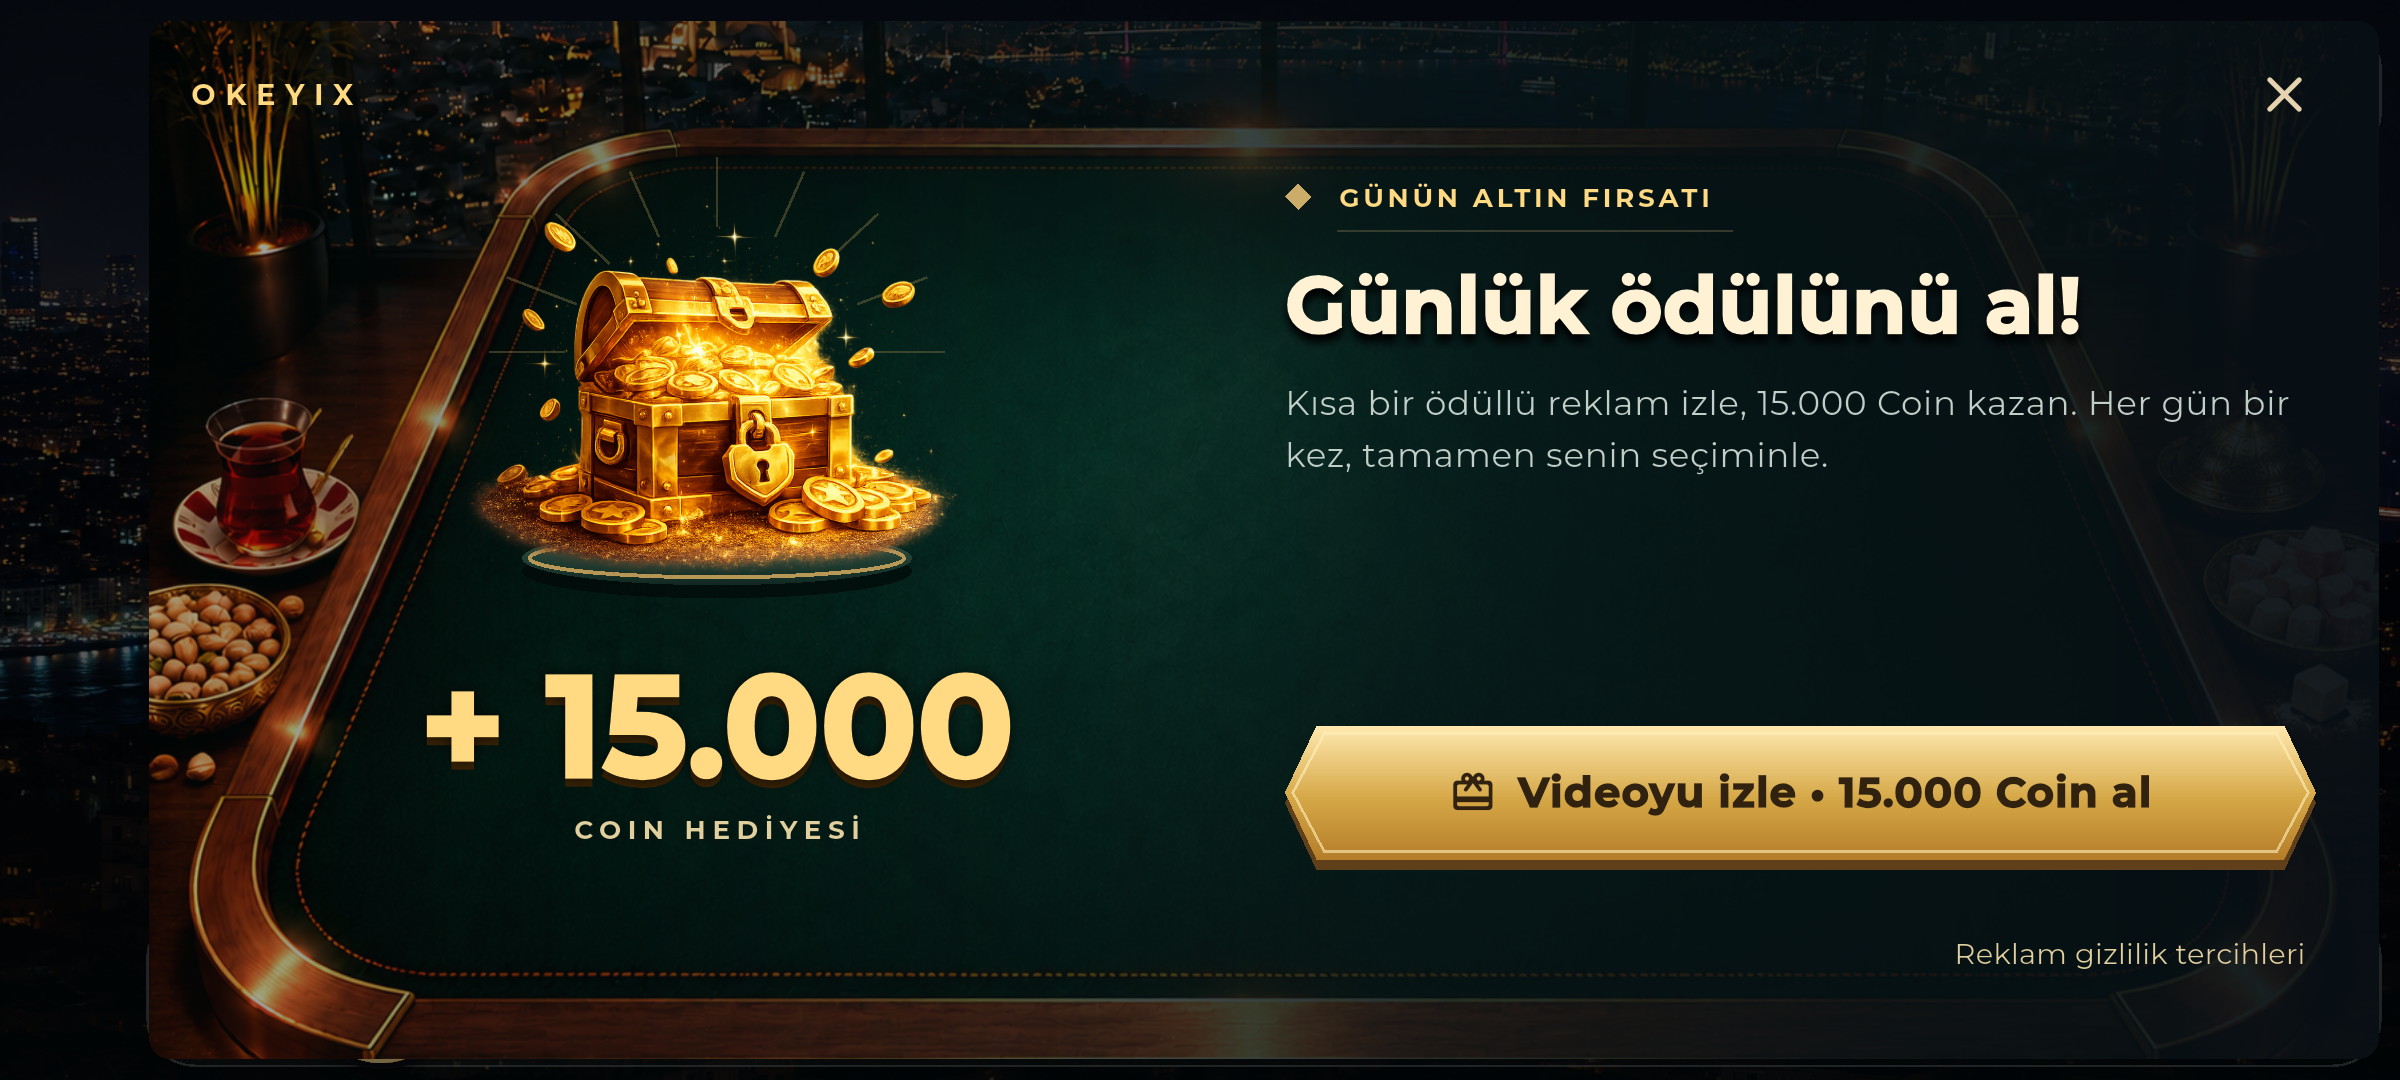 OKEYIX
GÜNÜN ALTIN FIRSATI
Günlük ödülünü al!
Kısa bir ödüllü reklam izle, 15.000 Coin kazan. Her gün bir
kez, tamamen senin seçiminle.
+ 15.000
COIN HEDİYESİ
Videoyu izle • 15.000 Coin al
Reklam gizlilik tercihleri